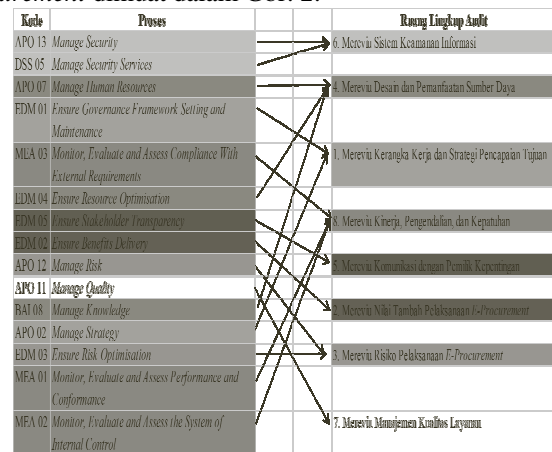 dimuat dalam
Kode Proses Ruang Lingkup Audit
APO 13 Manage Security 6. Mereviu Sistem Keamanan Informasi
DSS 05 Manage Security Services
APO 07 Manage Human Resources 4. Mereviu Desain dan Pemanfaatan Sumber Daya
EDM 01 Ensure Governance Framework Setting and
Maintenance
MEA 03 Monitor, Evaluate and Assess Compliance With 1. Mereviu Kerangka Kerja dan Strategi Pencapaian Tujuan
External Requirements
EDM 04 Ensure Resource Optimisation
EDM 05 Ensure Stakeholder Transparency 8. Mereviu Kinerja, Pengendalian, dan Kepatuhan
EDM 02 Ensure Benefits Delivery
APO 12 Manage Risk 5. Mereviu Komunikasi dengan Pemilik Kepentingan
APO 11 Manage Quality
BAI 08 Manage Knowledge 2. Mereviu Nilai Tambah Pelaksanaan E-Procurement
APO 02 Manage Strategy
EDM 03 Ensure Risk Optimisation 3. Mereviu Risiko Pelaksanaan E-Procurement
MEA 01 Monitor, Evaluate and Assess Performance and
Conformance
MEA 02 Monitor, Evaluate and Assess the System of 7. Mereviu Manajemen Kualitas Layanan
Internal Control